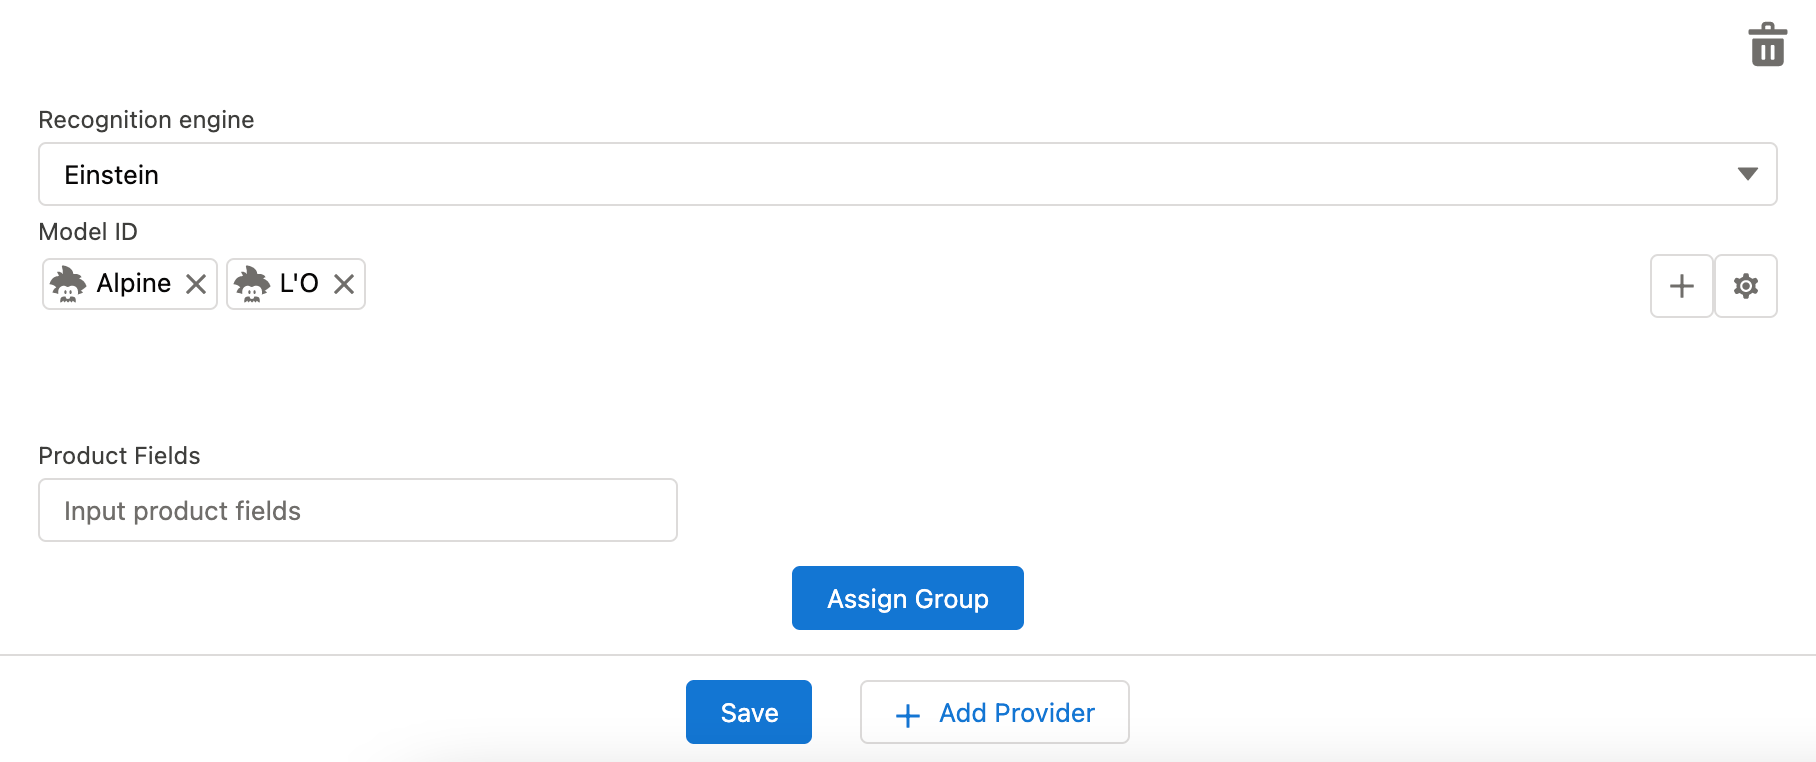 Recognition engine
Einstein
Model ID
Alpine L'O
Product Fields
Input product fields
Assign Group
Save Add Provider